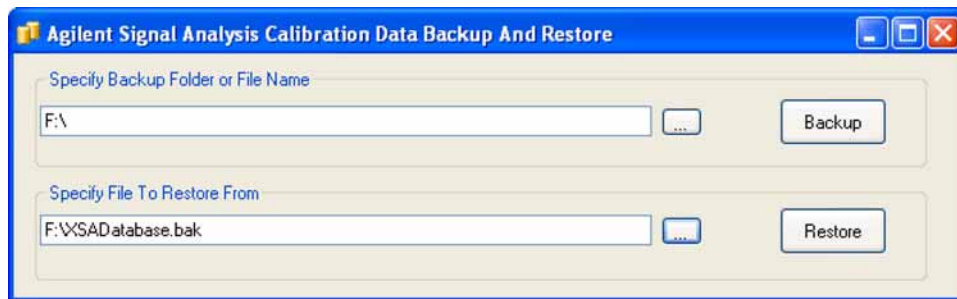 Agilent Signal Analysis Calibration Data Backup And Restore
Specify Backup Folder or File Name
F:\
...
Backup
Specify File To Restore From
F:\XSADatabase.bak
...
Restore